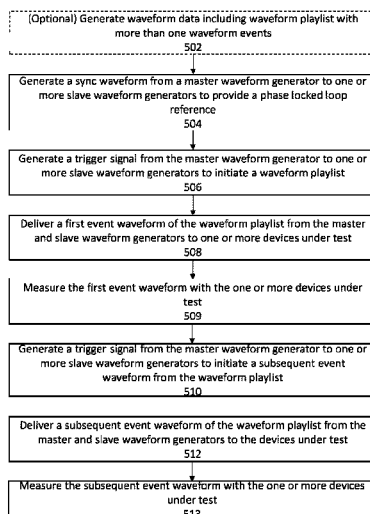 (Optional) Generate waveform data including waveform playlist with
more than one waveform events
502
Generate a sync waveform from a master waveform generator to one or
more slave waveform generators to provide a phase locked loop
reference
504
Generate a trigger signal from the master waveform generator to one or
more slave waveform generators to initiate a waveform playlist
506
Deliver a first event waveform of the waveform playlist from the master
and slave waveform generators to one or more devices under test
508
Measure the first event waveform with the one or more devices under
test
509
Generate a trigger signal from the master waveform generator to one or
more slave waveform generators to initiate a subsequent event
waveform from the waveform playlist
510
Deliver a subsequent event waveform of the waveform playlist from the
master and slave waveform generators to the devices under test
512
Measure the subsequent event waveform with the one or more devices
under test
513